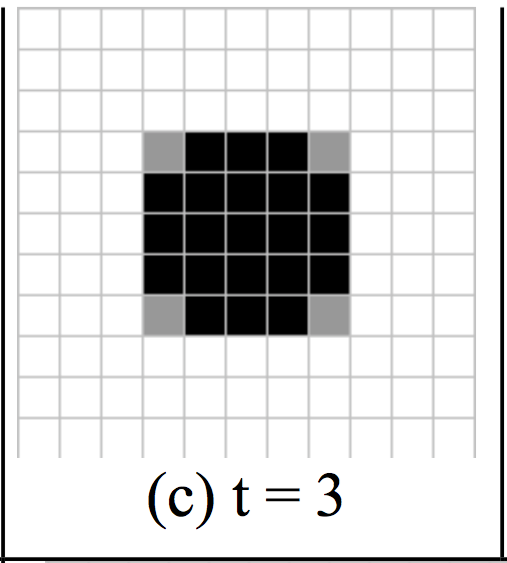 (c) t = 3